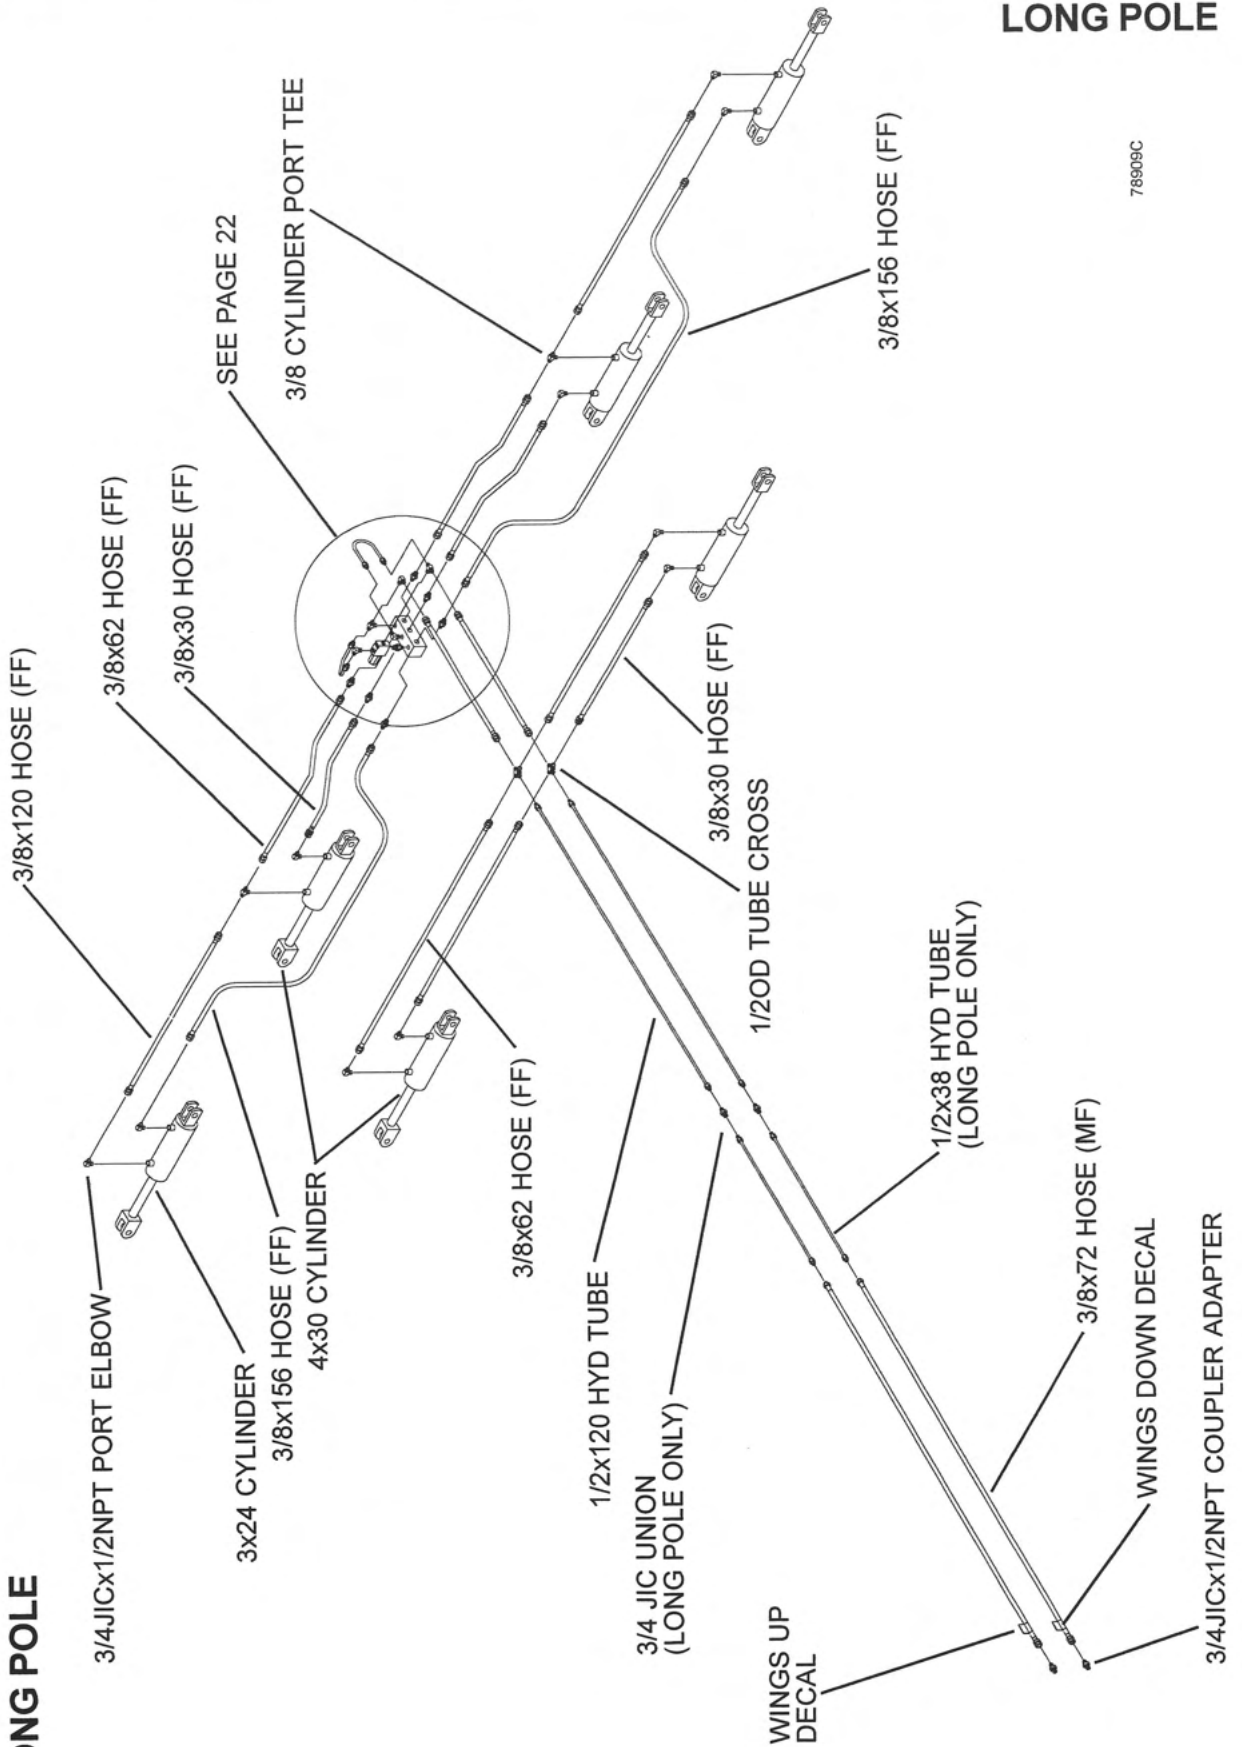 LONG POLE
3/8x120 HOSE (FF)
3/8x62 HOSE (FF)
3/8x30 HOSE (FF)
SEE PAGE 22
3/8 CYLINDER PORT TEE
3/4JICx1/2NPT PORT ELBOW
3x24 CYLINDER
3/8x156 HOSE (FF)
4x30 CYLINDER
3/8x62 HOSE (FF)
3/8x30 HOSE (FF)
3/8x156 HOSE (FF)
1/2OD TUBE CROSS
1/2x120 HYD TUBE
3/4 JIC UNION
(LONG POLE ONLY)
1/2x38 HYD TUBE
(LONG POLE ONLY)
WINGS UP
DECAL
3/8x72 HOSE (MF)
WINGS DOWN DECAL
3/4JICx1/2NPT COUPLER ADAPTER
78909C
ONG POLE